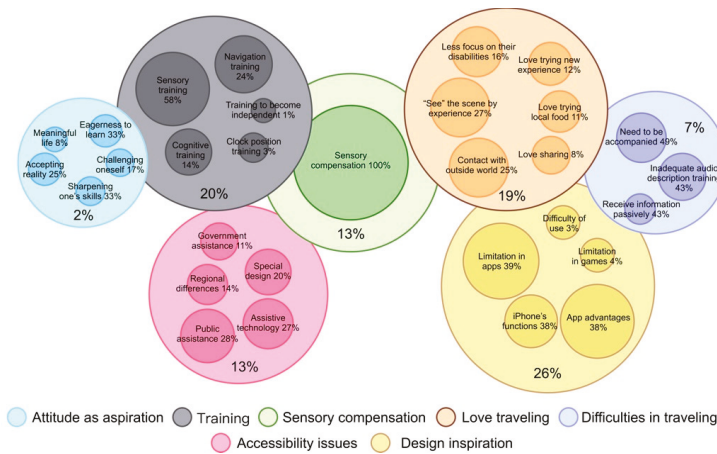 Meaningful
life 8%
Eagerness to
learn 33%
Accepting
reality 25%
Challenging
oneself 17%
Sharpening
one's skills 33%
2%
Navigation
training
24%
Sensory
training
58%
Training to become
independent 1%
Cognitive
training
14%
Clock position
training 3%
20%
Sensory
compensation 100%
13%
Less focus on their
disabilities 16%
Love trying new
experience 12%
"See" the scene by
experience 27%
Love trying
local food 11%
Contact with
outside world 25%
Love sharing 8%
19%
7%
Need to be
accompanied 49%
Inadequate audio
description training
43%
Receive information
passively 43%
Government
assistance 11%
Special
design 20%
Regional
differences 14%
Public
assistance 28%
Assistive
technology 27%
13%
Difficulty of
use 3%
Limitation
in games 4%
Limitation in
apps 39%
iPhone's
functions 38%
App advantages
38%
26%
Attitude as aspiration
Training
Sensory compensation
Love traveling
Difficulties in traveling
Accessibility issues
Design inspiration